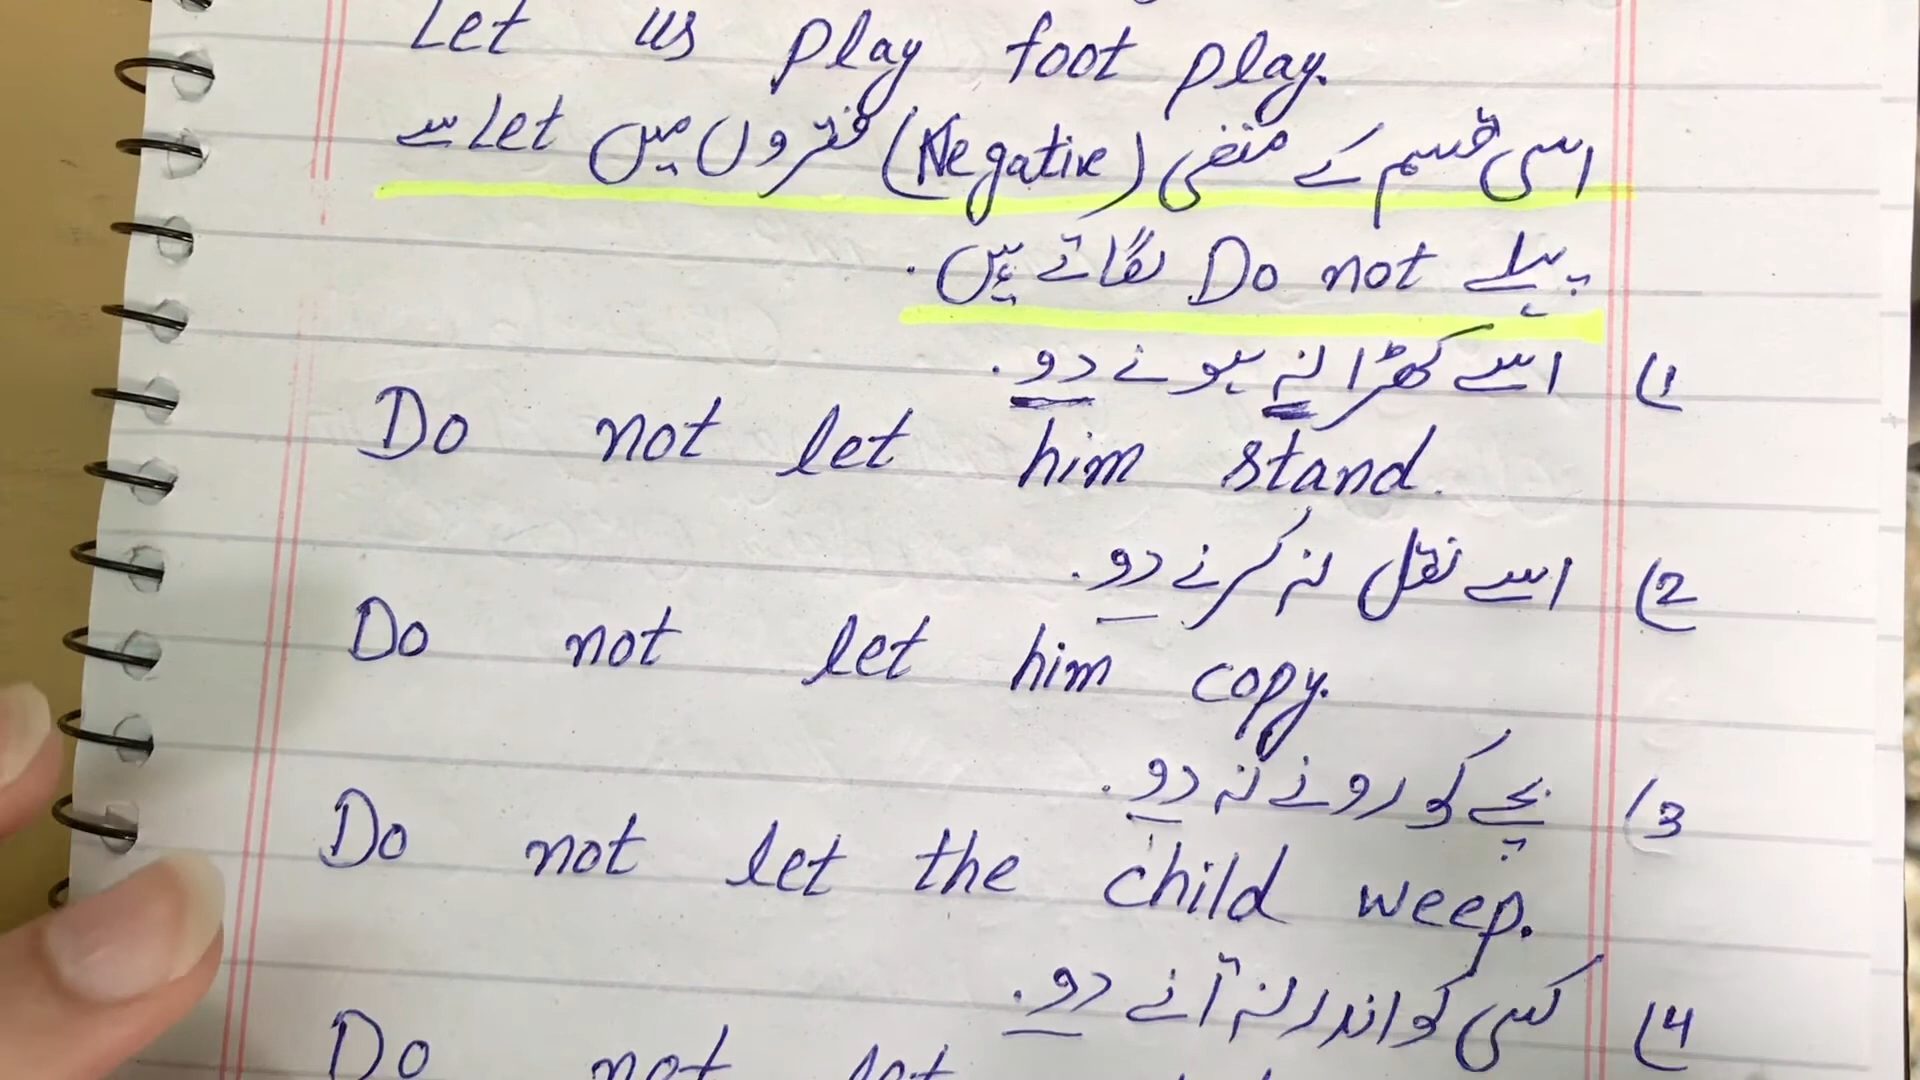 Let us play foot play.
اسی قسم کے منفی (Negative) فقروں میں Let سے
پہلے Do not لگاتے ہیں.
1) اسے کھڑا نہ ہونے دو.
Do not let him stand.
2) اسے نقل نہ کرنے دو.
Do not let him copy.
3) بچے کو رونے نہ دو.
Do not let the child weep.
4) کسی کو اندر نہ آنے دو.
Do not let